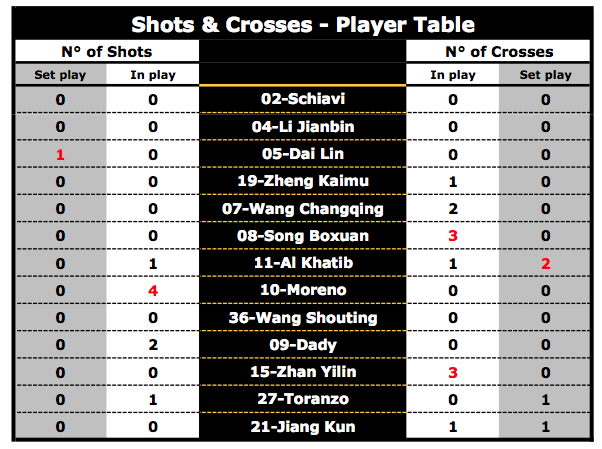 Shots & Crosses - Player Table
N° of Shots N° of Crosses
Set play In play In play Set play
0 0 02-Schiavi 0 0
0 0 04-Li Jianbin 0 0
1 0 05-Dai Lin 0 0
0 0 19-Zheng Kaimu 1 0
0 0 07-Wang Changqing 2 0
0 0 08-Song Boxuan 3 0
0 1 11-Al Khatib 1 2
0 4 10-Moreno 0 0
0 0 36-Wang Shouting 0 0
0 2 09-Dady 0 0
0 0 15-Zhan Yilin 3 0
0 1 27-Toranzo 0 1
0 0 21-Jiang Kun 1 1